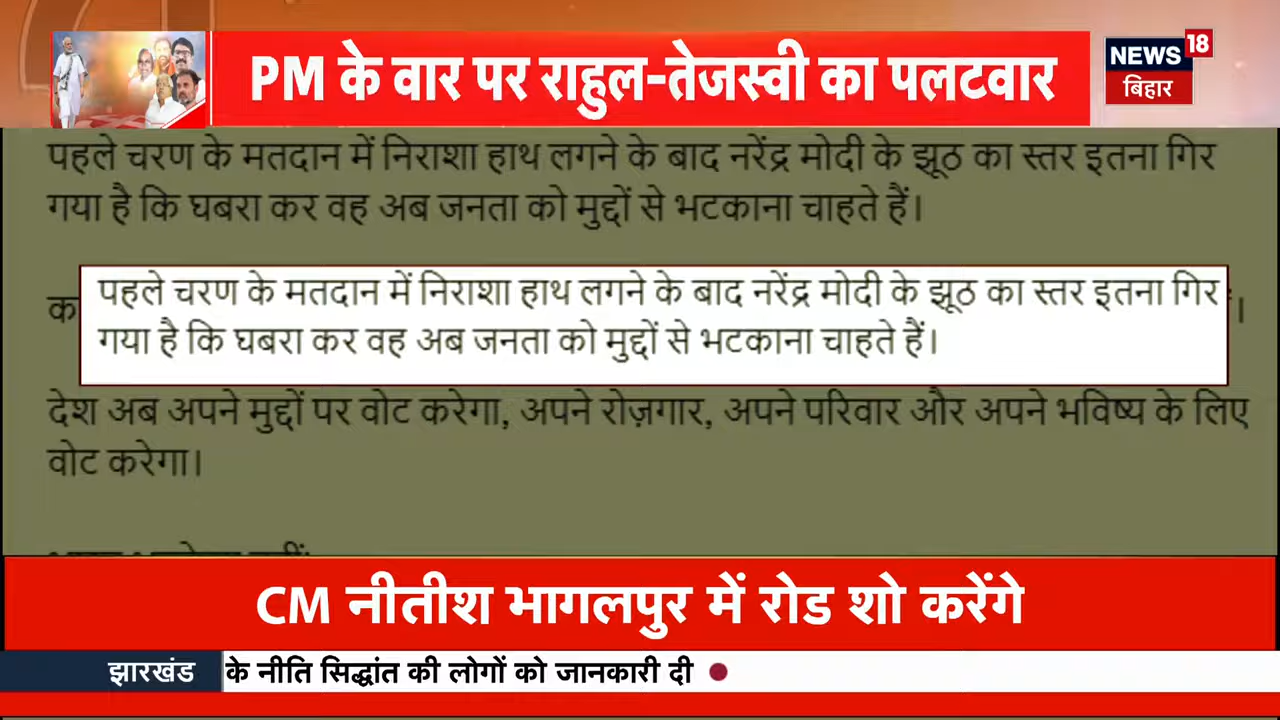 PM के वार पर राहुल-तेजस्वी का पलटवार
NEWS 18
बिहार
पहले चरण के मतदान में निराशा हाथ लगने के बाद नरेंद्र मोदी के झूठ का स्तर इतना गिर
गया है कि घबरा कर वह अब जनता को मुद्दों से भटकाना चाहते हैं।
पहले चरण के मतदान में निराशा हाथ लगने के बाद नरेंद्र मोदी के झूठ का स्तर इतना गिर
गया है कि घबरा कर वह अब जनता को मुद्दों से भटकाना चाहते हैं।
देश अब अपने मुद्दों पर वोट करेगा, अपने रोज़गार, अपने परिवार और अपने भविष्य के लिए
वोट करेगा।
CM नीतीश भागलपुर में रोड शो करेंगे
झारखंड के नीति सिद्धांत की लोगों को जानकारी दी